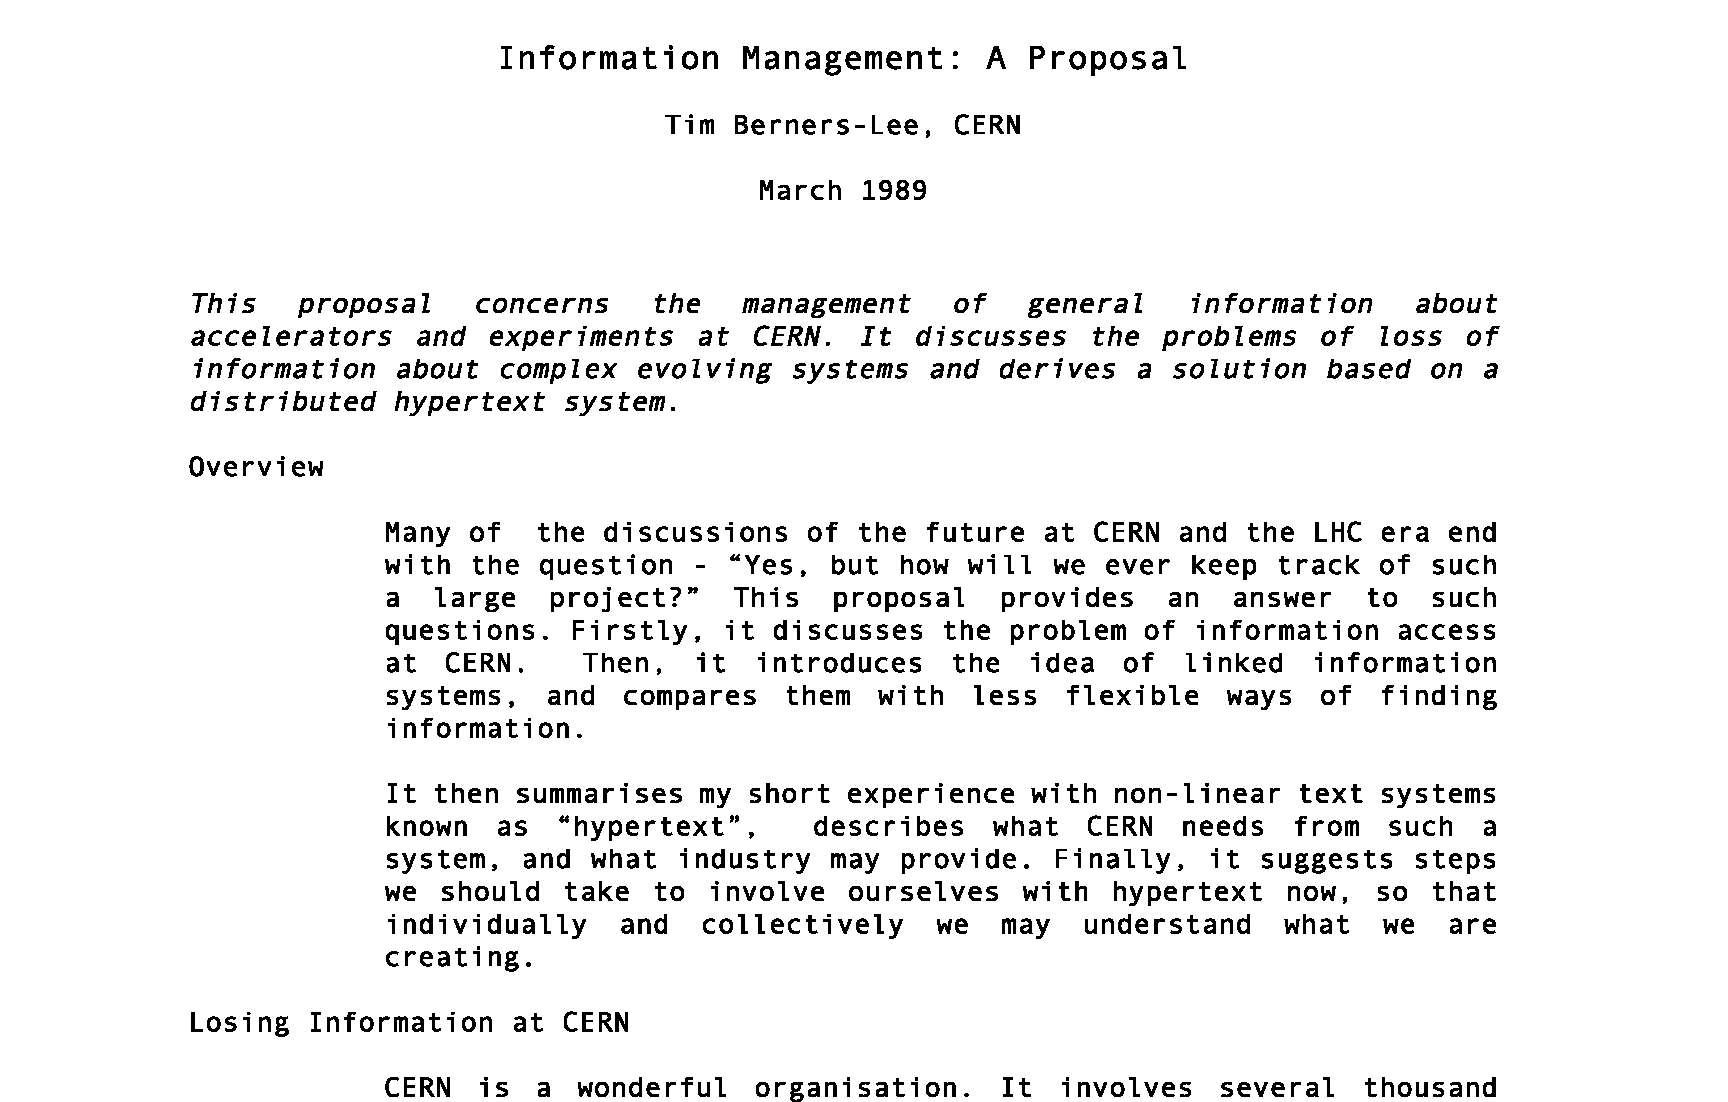 Information Management: A Proposal
Tim Berners-Lee, CERN
March 1989
This proposal concerns the management of general information about
accelerators and experiments at CERN. It discusses the problems of loss of
information about complex evolving systems and derives a solution based on a
distributed hypertext system.
Overview
Many of the discussions of the future at CERN and the LHC era end
with the question - “Yes, but how will we ever keep track of such
a large project?” This proposal provides an answer to such
questions. Firstly, it discusses the problem of information access
at CERN. Then, it introduces the idea of linked information
systems, and compares them with less flexible ways of finding
information.
It then summarises my short experience with non-linear text systems
known as “hypertext”, describes what CERN needs from such a
system, and what industry may provide. Finally, it suggests steps
we should take to involve ourselves with hypertext now, so that
individually and collectively we may understand what we are
creating.
Losing Information at CERN
CERN is a wonderful organisation. It involves several thousand